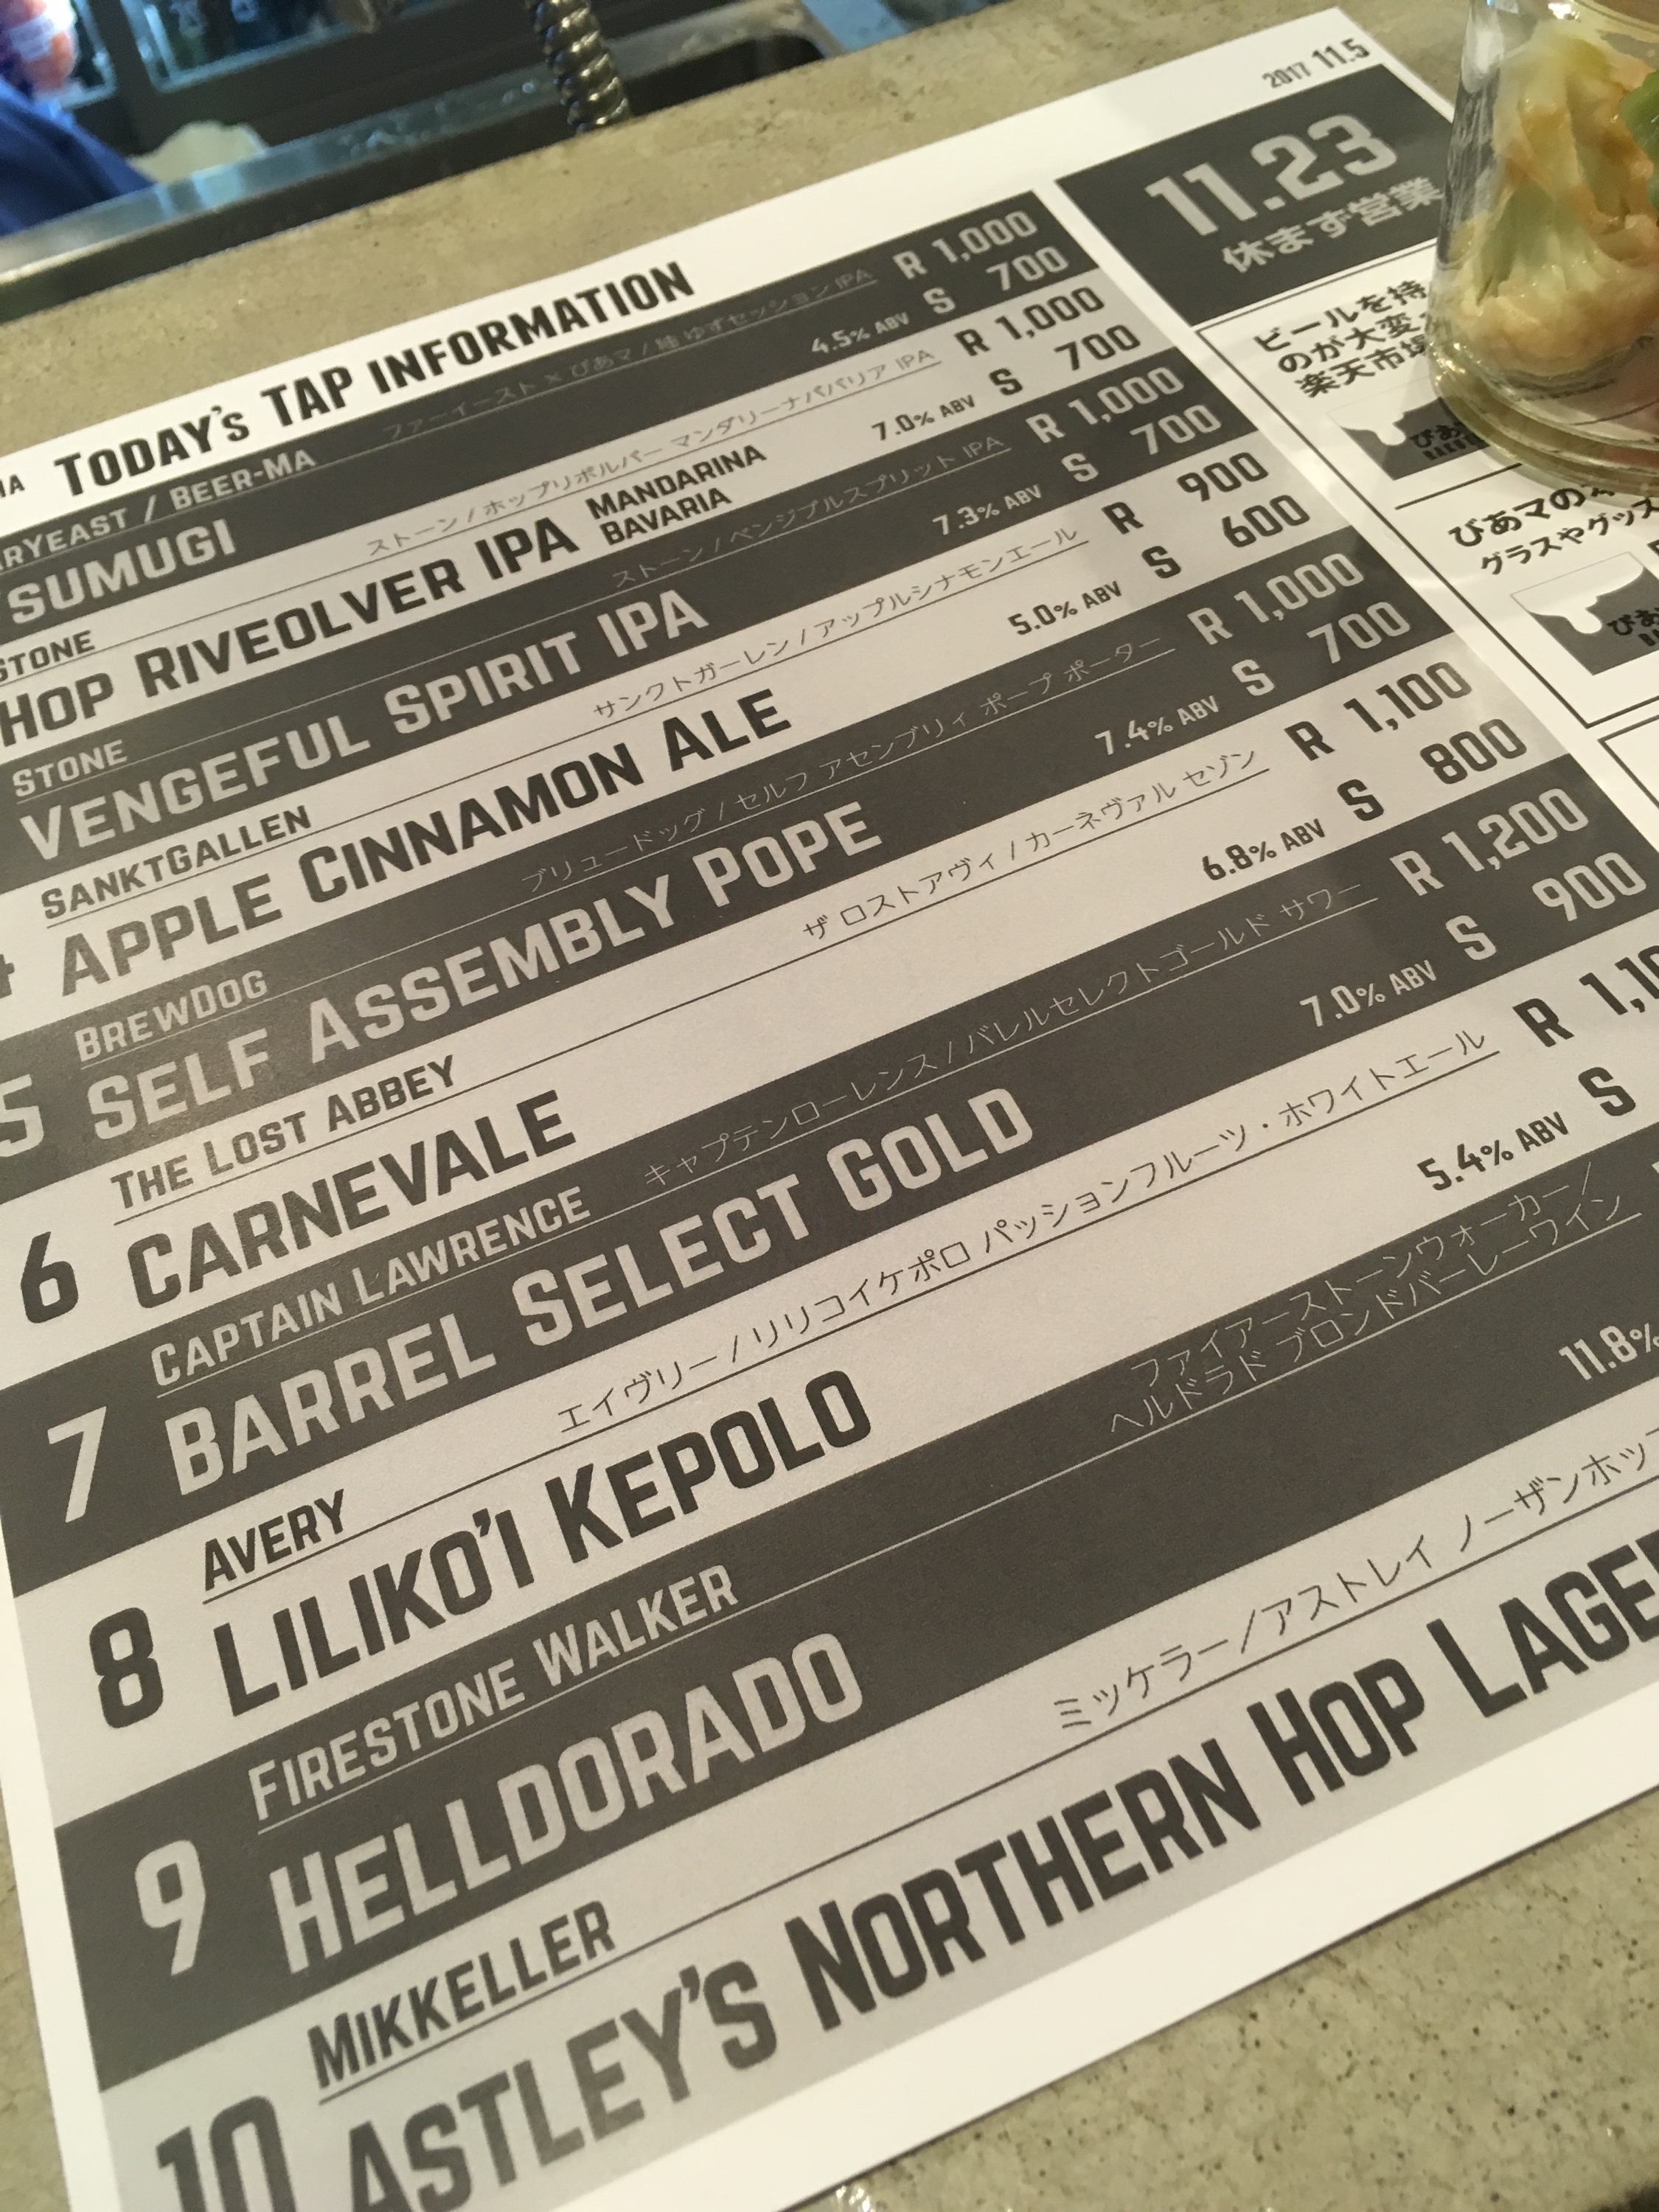 2017 11.5
TODAY'S TAP INFORMATION
/ BEER-MA
ファーイースト × びあマ / 紬 ゆずセッションIPA
R 1,000
SUMUGI
4.5% ABV
S 700
STONE
ストーン / ホップリボルバー マンダリーナババリア IPA
R 1,000
HOP RIVEOLVER IPA MANDARINA
BAVARIA
7.0% ABV
S 700
STONE
ストーン / ベンジフルスプリット IPA
R 1,000
VENGEFUL SPIRIT IPA
7.3% ABV
S 700
SANKTGALLEN
サンクトガーレン / アップルシナモンエール
R 900
APPLE CINNAMON ALE
5.0% ABV
S 600
5
BREWDOG
ブリュードッグ / セルフ アセンブリィ ポープ ポーター
R 1,000
SELF ASSEMBLY POPE
7.4% ABV
S 700
6
THE LOST ABBEY
ザ ロストアヴィ / カーネヴァル セゾン
R 1,100
CARNEVALE
6.8% ABV
S 800
7
CAPTAIN LAWRENCE
キャプテンローレンス / バレルセレクトゴールド サワー
R 1,200
BARREL SELECT GOLD
7.0% ABV
S 900
8
AVERY
エイヴリー / リリコイケポロ パッションフルーツ・ホワイトエール
R
LILIKO'I KEPOLO
5.4% ABV
S
9
FIRESTONE WALKER
ファイアーストーンウォーカー /
ヘルドラド ブロンドバーレーワイン
HELLDORADO
11.8%
10
MIKKELLER
ミッケラー/アストレイ ノーザンホップ
ASTLEY'S NORTHERN HOP LAGER
11.23
休まず営業
ビールを持
のが大変
楽天市場
びあマの
グラスやグッズ